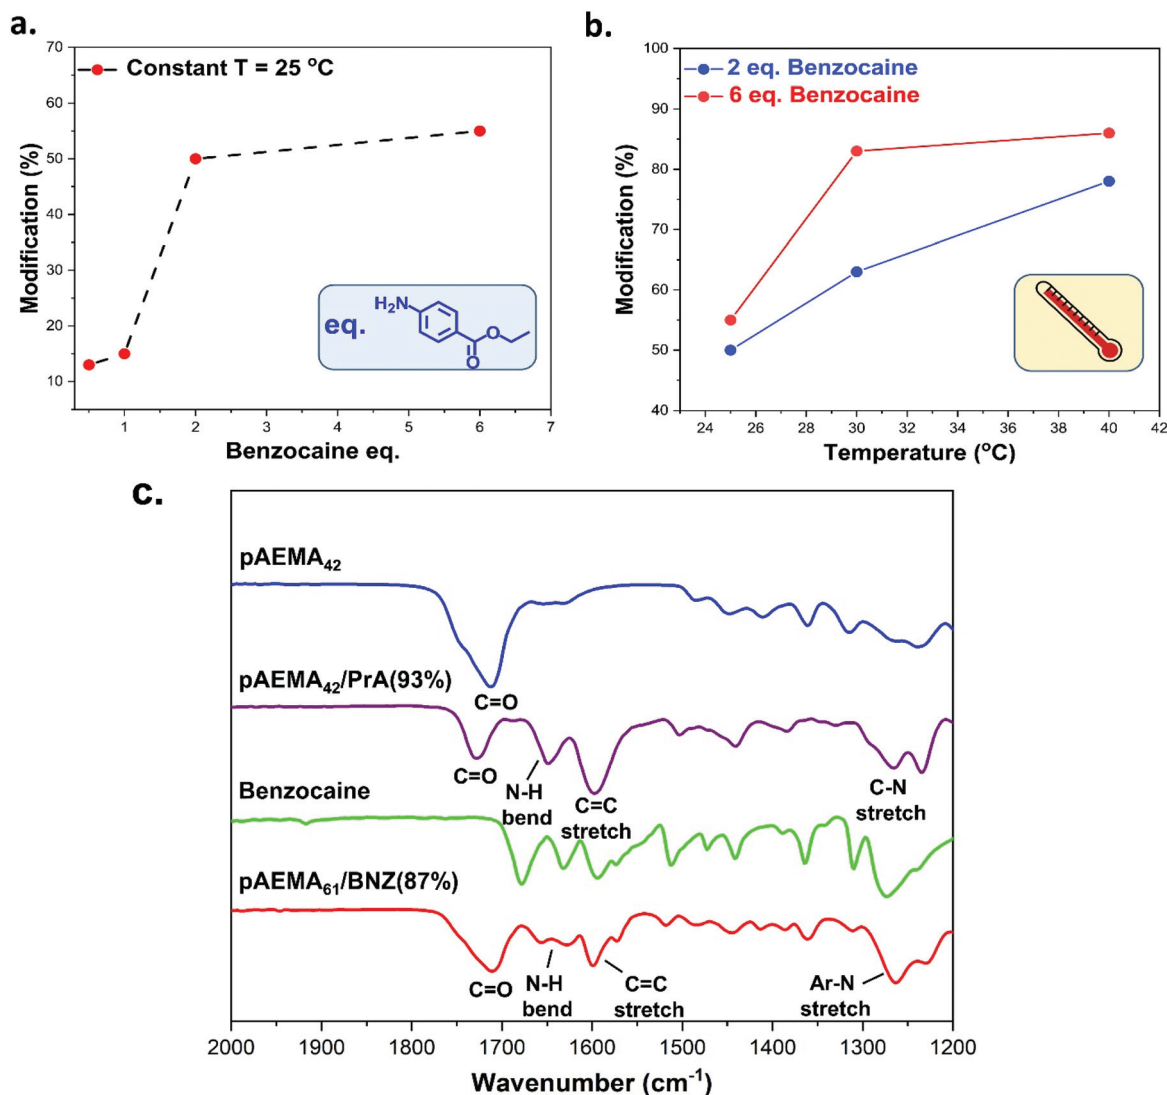 a.
Constant T = 25 °C
Modification (%)
70
60
50
40
30
20
10
1 2 3 4 5 6 7
Benzocaine eq.
eq.
H₂N
O
O
b.
2 eq. Benzocaine
6 eq. Benzocaine
Modification (%)
100
90
80
70
60
50
40
24 26 28 30 32 34 36 38 40 42
Temperature (°C)
c.
pAEMA₄₂
C=O
pAEMA₄₂/PrA(93%)
C=O
N-H
bend
C=C
stretch
C-N
stretch
Benzocaine
pAEMA₆₁/BNZ(87%)
C=O
N-H
bend
C=C
stretch
Ar-N
stretch
2000 1900 1800 1700 1600 1500 1400 1300 1200
Wavenumber (cm⁻¹)